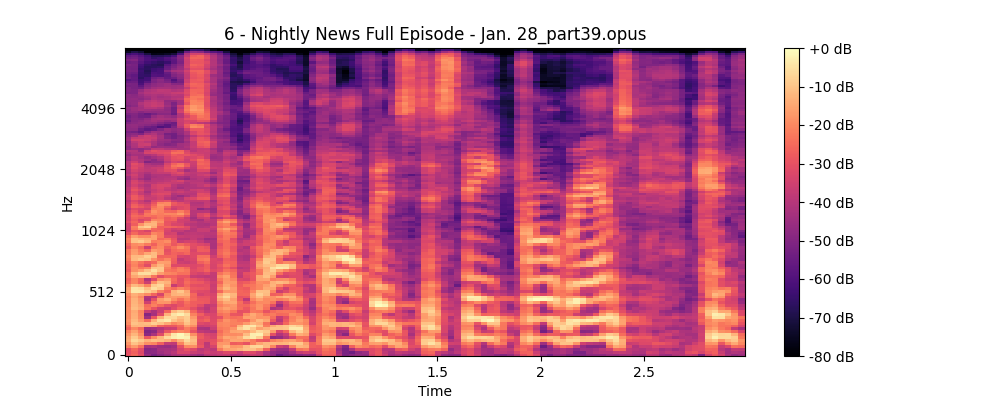 6 - Nightly News Full Episode - Jan. 28_part39.opus
Hz
4096
2048
1024
512
0
0
0.5
1
1.5
2
2.5
Time
+0 dB
-10 dB
-20 dB
-30 dB
-40 dB
-50 dB
-60 dB
-70 dB
-80 dB